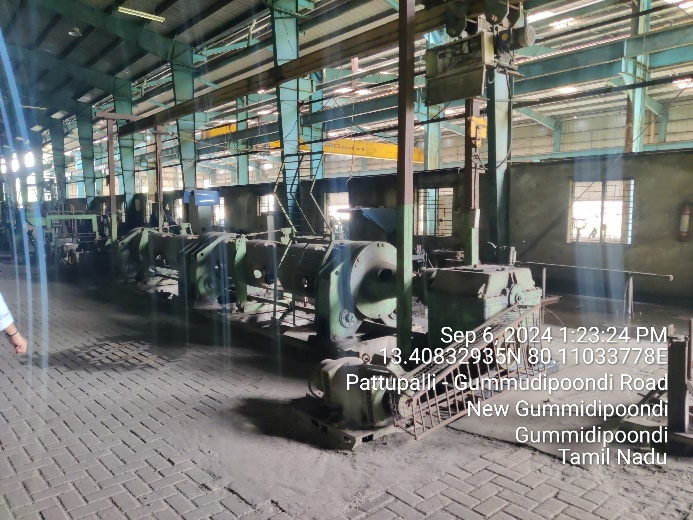 Sep 6, 2024 1:23:24 PM
13.40832935N 80.11033778E
Pattupalli - Gummudipoondi Road
New Gummidipoondi
Gummidipoondi
Tamil Nadu